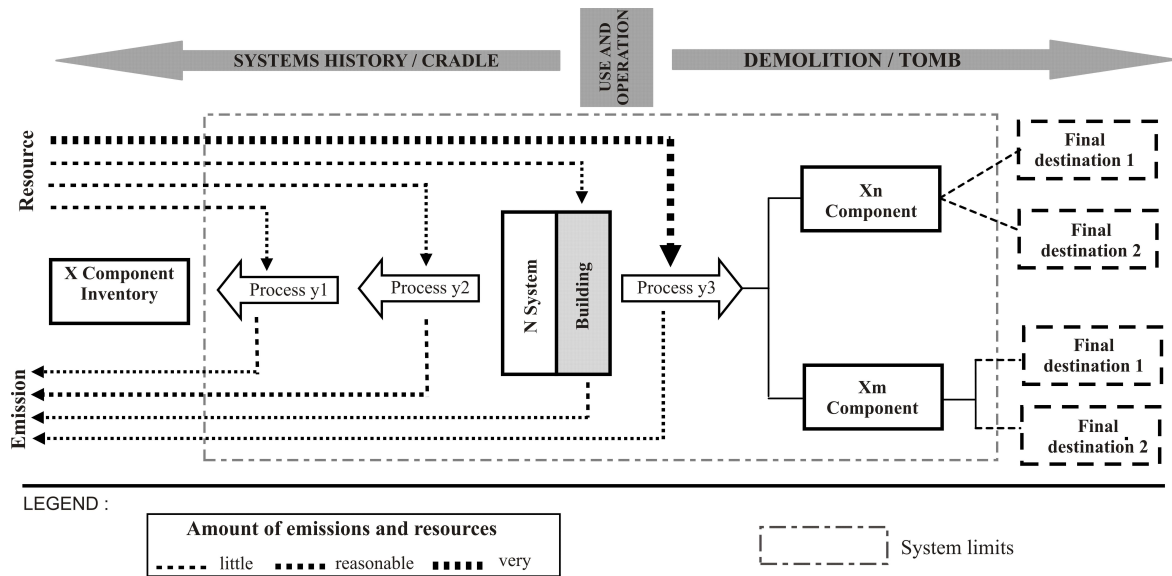 SYSTEMS HISTORY / CRADLE
USE AND
OPERATION
DEMOLITION / TOMB
Resource
Emission
X Component
Inventory
Process y1
Process y2
N System
Building
Process y3
Xn
Component
Xm
Component
Final
destination 1
Final
destination 2
Final
destination 1
Final
destination 2
LEGEND :
Amount of emissions and resources
little
reasonable
very
System limits